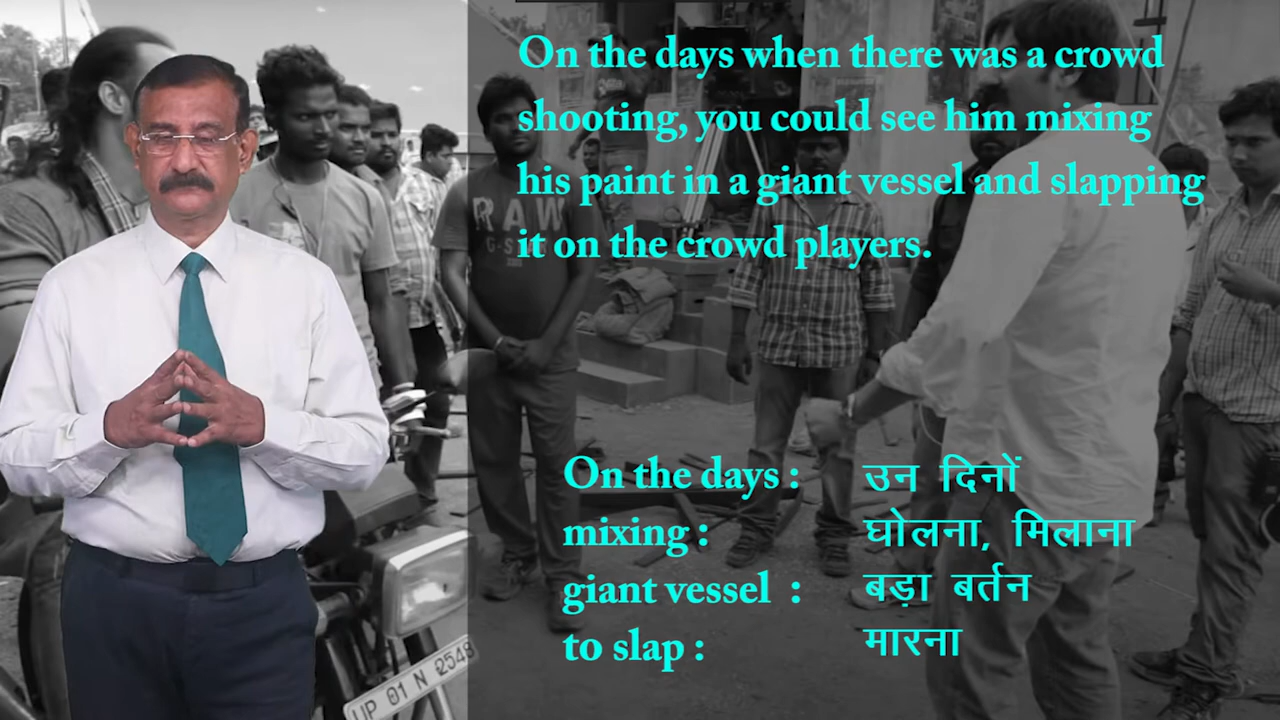 On the days when there was a crowd
shooting, you could see him mixing
his paint in a giant vessel and slapping
it on the crowd players.
RAW
On the days : उन दिनों
mixing : घोलना, मिलाना
giant vessel : बड़ा बर्तन
to slap : मारना
UP 01 N 2548